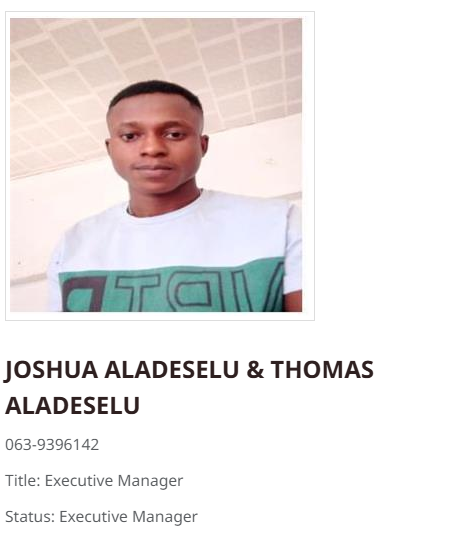 JOSHUA ALADESELU & THOMAS
ALADESELU
063-9396142
Title: Executive Manager
Status: Executive Manager